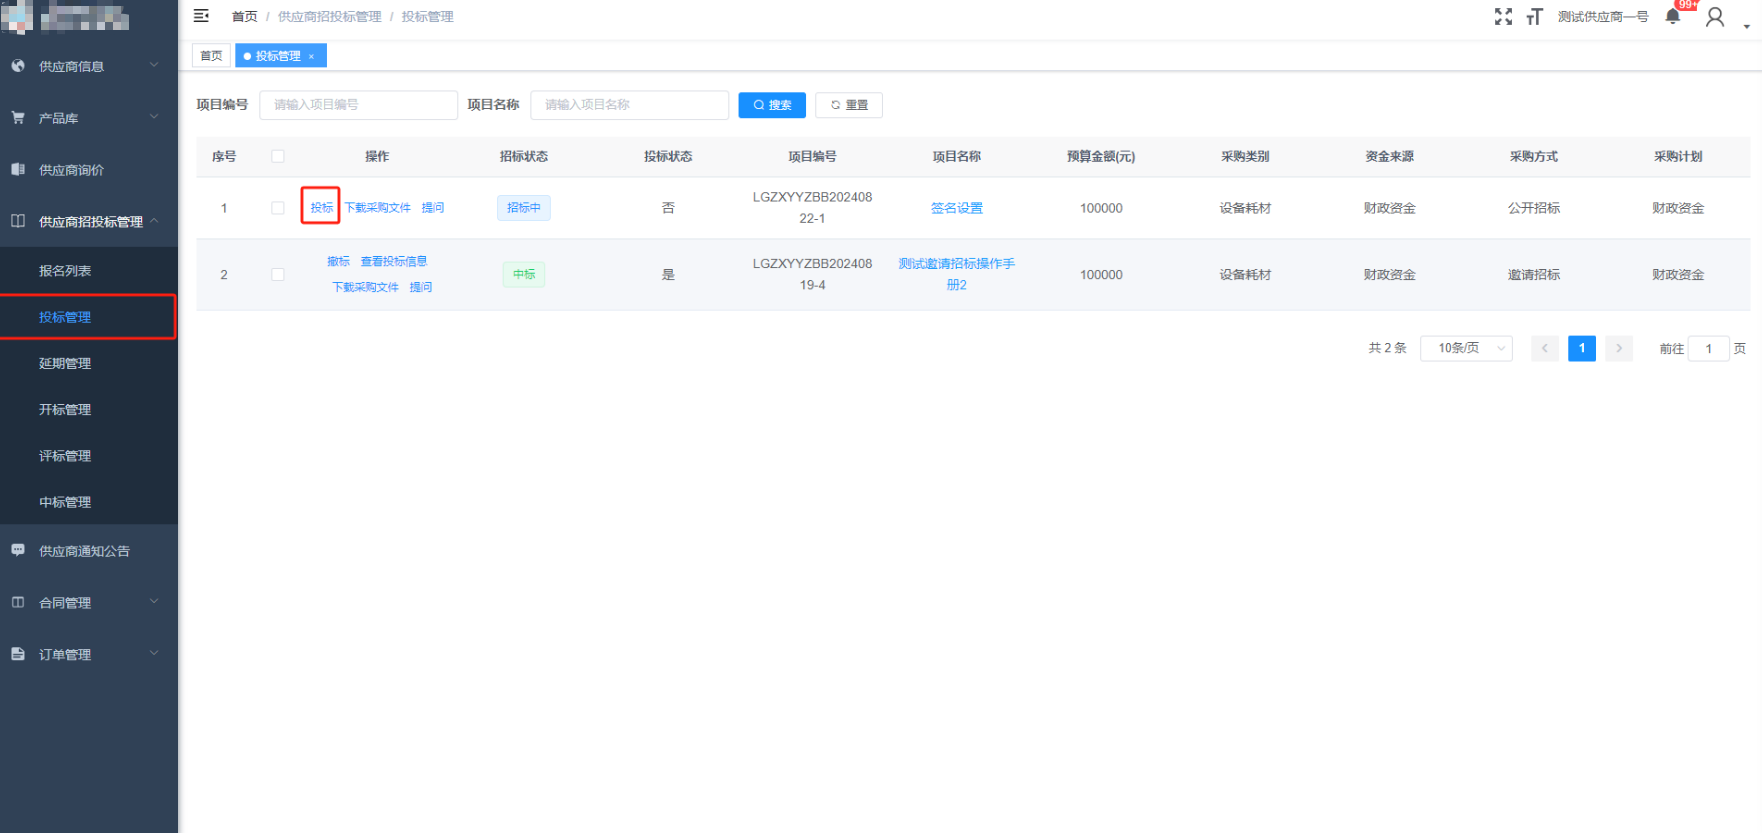 首页 / 供应商招投标管理 / 投标管理
测试供应商一号
99+
首页
投标管理 ×
供应商信息
产品库
供应商询价
供应商招投标管理
报名列表
投标管理
延期管理
开标管理
评标管理
中标管理
供应商通知公告
合同管理
订单管理
项目编号 请输入项目编号 项目名称 请输入项目名称 搜索 重置
序号 操作 招标状态 投标状态 项目编号 项目名称 预算金额(元) 采购类别 资金来源 采购方式 采购计划
1 投标 下载采购文件 提问 招标中 否 LGZXYYZBB202408
22-1 签名设置 100000 设备耗材 财政资金 公开招标 财政资金
2 撤标 查看投标信息
下载采购文件 提问 中标 是 LGZXYYZBB202408
19-4 测试邀请招标操作手
册2 100000 设备耗材 财政资金 邀请招标 财政资金
共 2 条 10条/页 < 1 > 前往 1 页